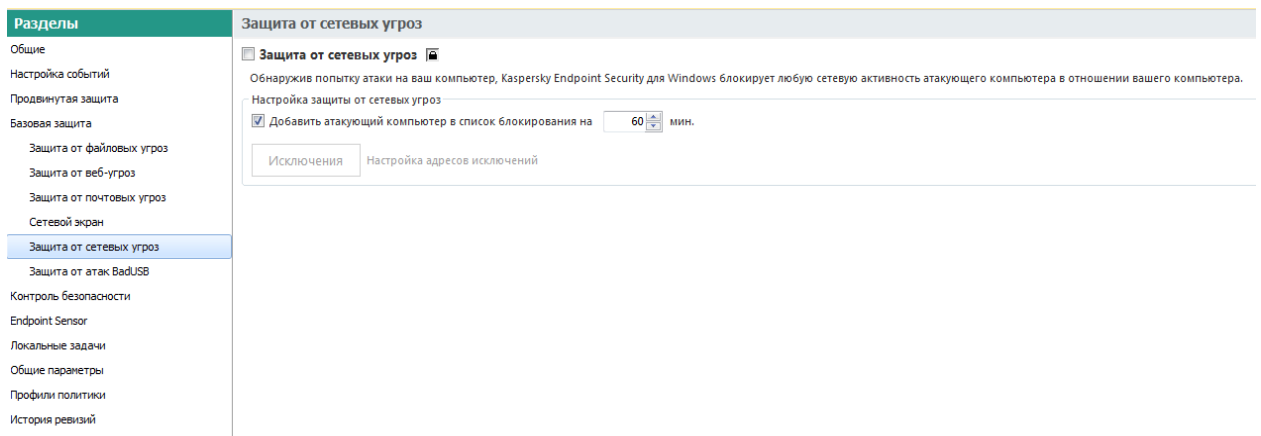 Разделы
Общие
Настройка событий
Продвинутая защита
Базовая защита
Защита от файловых угроз
Защита от веб-угроз
Защита от почтовых угроз
Сетевой экран
Защита от сетевых угроз
Защита от атак BadUSB
Контроль безопасности
Endpoint Sensor
Локальные задачи
Общие параметры
Профили политики
История ревизий
Защита от сетевых угроз
Защита от сетевых угроз
Обнаружив попытку атаки на ваш компьютер, Kaspersky Endpoint Security для Windows блокирует любую сетевую активность атакующего компьютера в отношении вашего компьютера.
Настройка защиты от сетевых угроз
Добавить атакующий компьютер в список блокирования на 60 мин.
Исключения Настройка адресов исключений